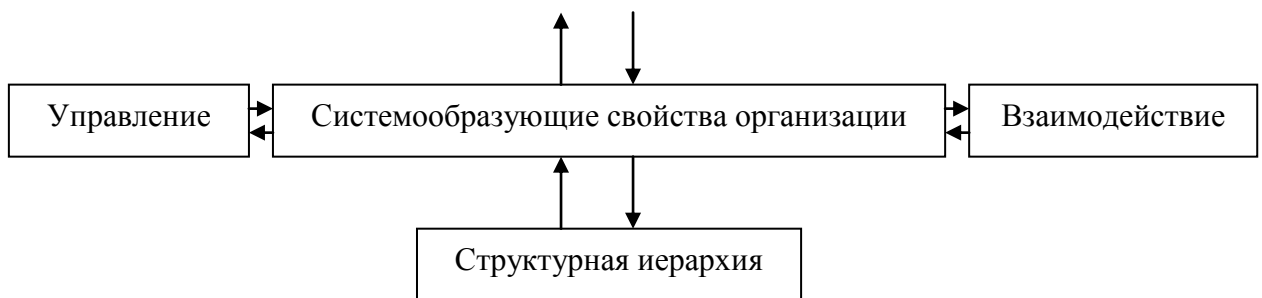 Управление
Системообразующие свойства организации
Взаимодействие
Структурная иерархия